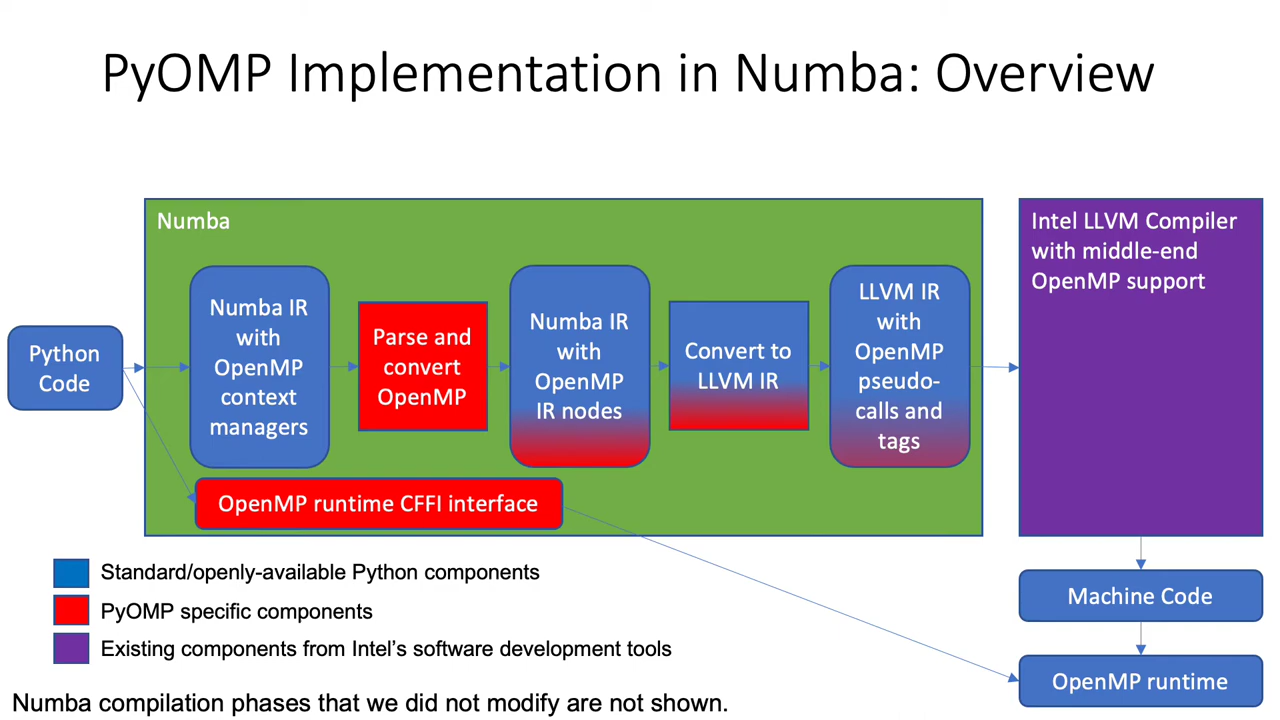 PyOMP Implementation in Numba: Overview
Numba
Python
Code
Numba IR
with
OpenMP
context
managers
Parse and
convert
OpenMP
Numba IR
with
OpenMP
IR nodes
Convert to
LLVM IR
LLVM IR
with
OpenMP
pseudo-
calls and
tags
Intel LLVM Compiler
with middle-end
OpenMP support
OpenMP runtime CFFI interface
Machine Code
OpenMP runtime
Standard/openly-available Python components
PyOMP specific components
Existing components from Intel’s software development tools
Numba compilation phases that we did not modify are not shown.